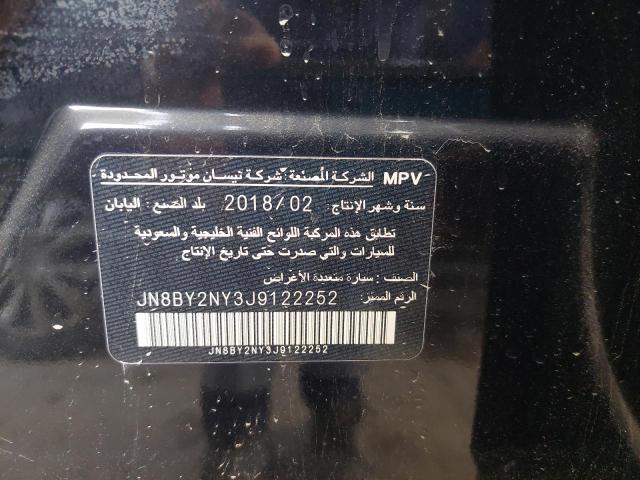 MPV الشركة المصنعة: شركة نيسان موتور المحدودة
سنة وشهر الإنتاج 2018/02 بلد الصنع: اليابان
تطابق هذه المركبة اللوائح الفنية الخليجية والسعودية
للسيارات والتي صدرت حتى تاريخ الإنتاج
الصنف: سيارة متعددة الأغراض
الرقم المميز: JN8BY2NY3J9122252
JN8BY2NY3J9122252